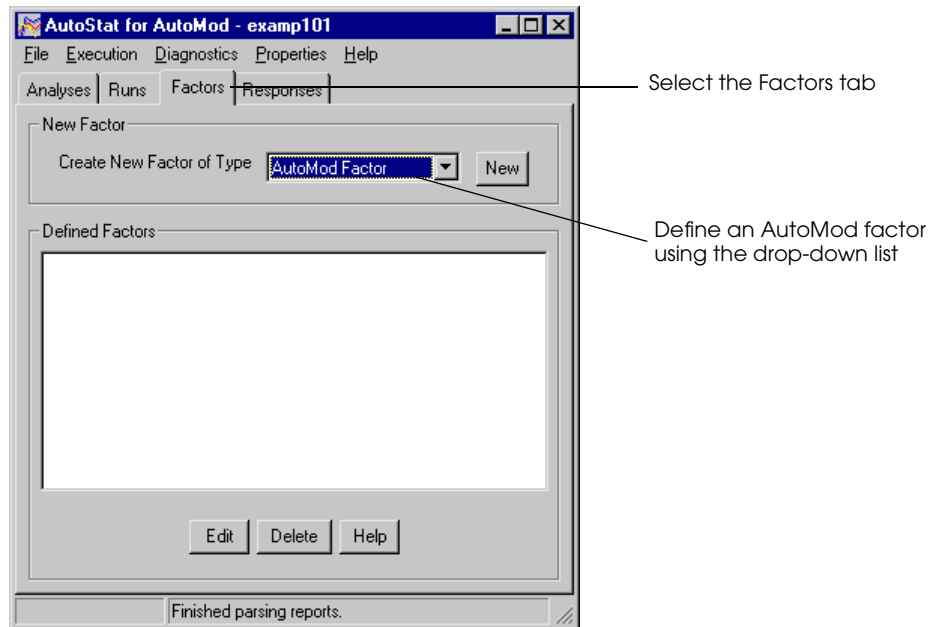 AutoStat for AutoMod - examp101
File Execution Diagnostics Properties Help
Analyses Runs Factors Responses
Select the Factors tab
New Factor
Create New Factor of Type AutoMod Factor New
Define an AutoMod factor
using the drop-down list
Defined Factors
Edit Delete Help
Finished parsing reports.